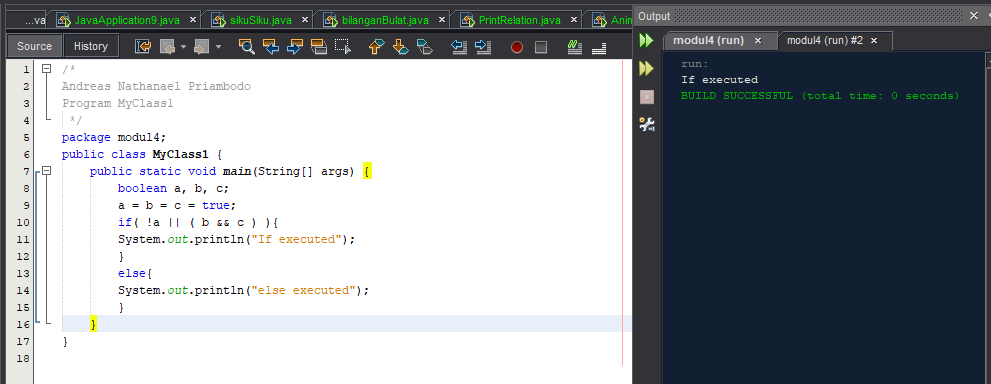 ...va JavaApplication9.java × sikuSiku.java × bilanganBulat.java × PrintRelation.java × Anin
Source History
1 /*
2 Andreas Nathanael Priambodo
3 Program MyClass1
4 */
5 package modul4;
6 public class MyClass1 {
7 public static void main(String[] args) {
8 boolean a, b, c;
9 a = b = c = true;
10 if( !a || ( b && c ) ){
11 System.out.println("If executed");
12 }
13 else{
14 System.out.println("else executed");
15 }
16 }
17 }
18
Output ×
modul4 (run) × modul4 (run) #2 ×
run:
If executed
BUILD SUCCESSFUL (total time: 0 seconds)